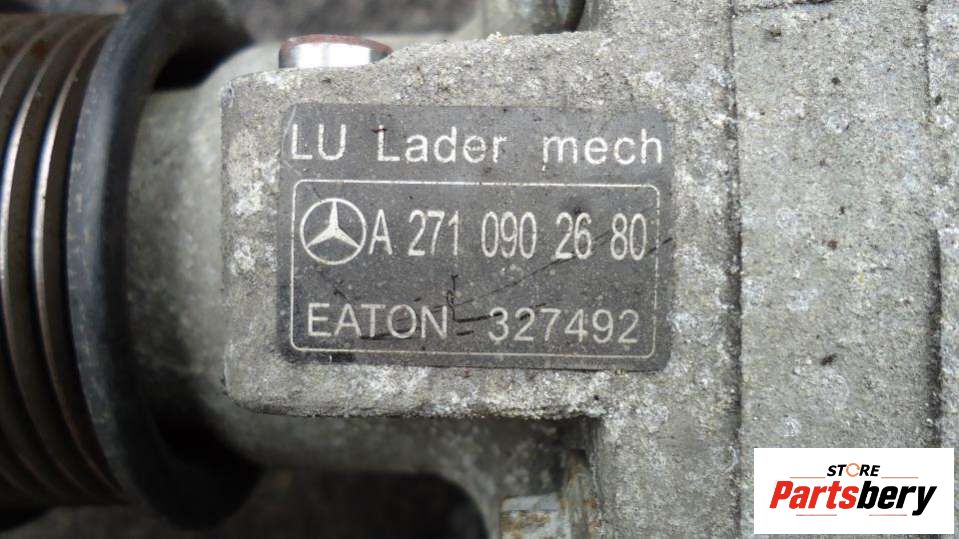 LU Lader mech
A 271 090 26 80
EATON 327492
STORE
Partsbery